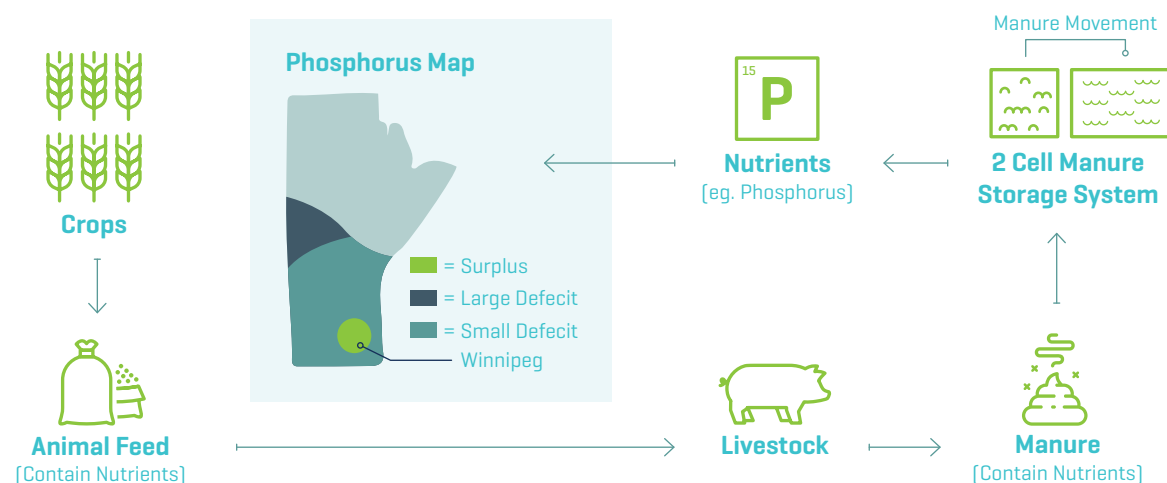 Manure Movement
Phosphorus Map
15
P
Nutrients
(eg. Phosphorus)
2 Cell Manure
Storage System
Crops
= Surplus
= Large Defecit
= Small Defecit
Winnipeg
Animal Feed
(Contain Nutrients)
Livestock
Manure
(Contain Nutrients)